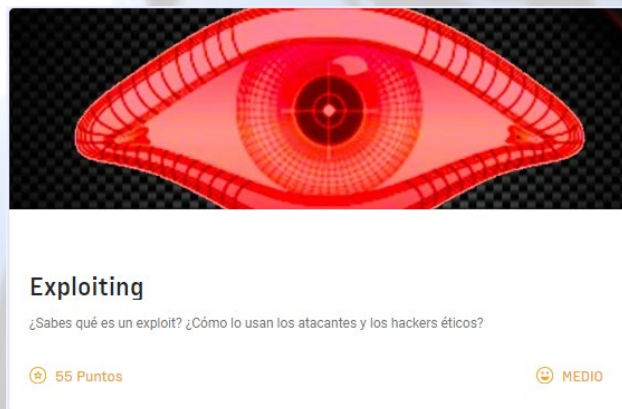 Exploiting
¿Sabes qué es un exploit? ¿Cómo lo usan los atacantes y los hackers éticos?
55 Puntos
MEDIO